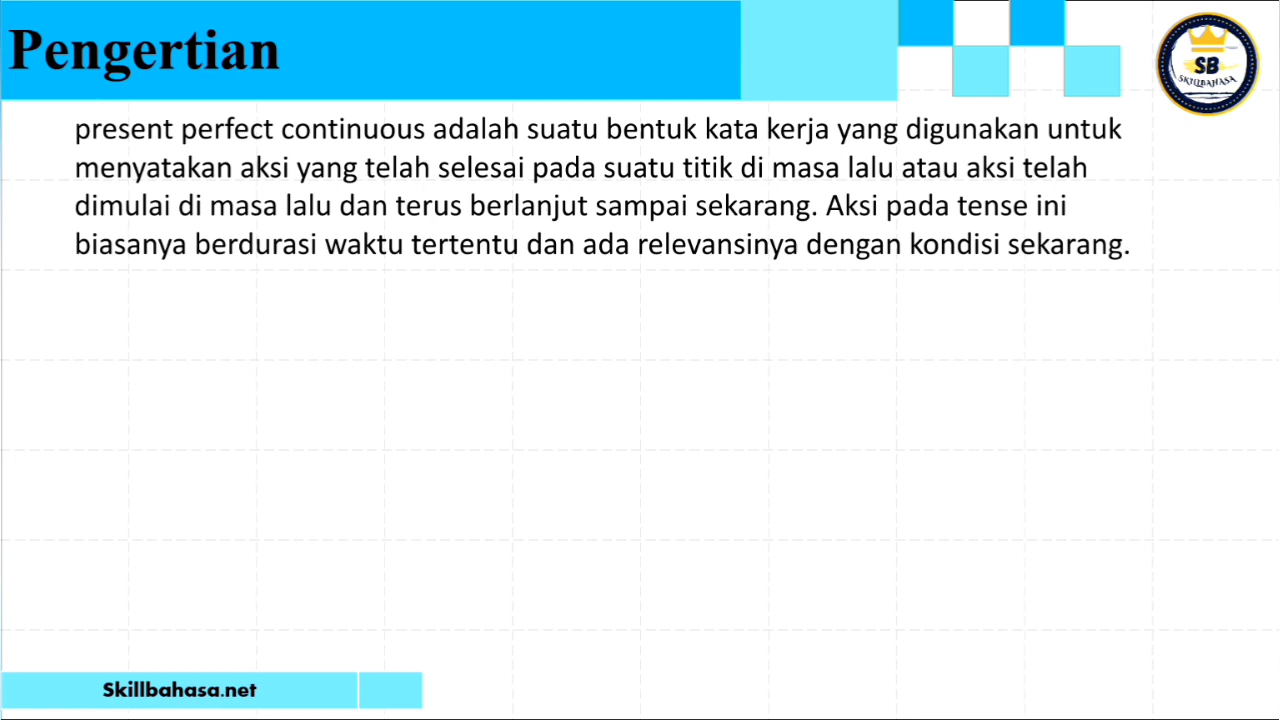 Pengertian
SB
SKILLBAHASA
present perfect continuous adalah suatu bentuk kata kerja yang digunakan untuk
menyatakan aksi yang telah selesai pada suatu titik di masa lalu atau aksi telah
dimulai di masa lalu dan terus berlanjut sampai sekarang. Aksi pada tense ini
biasanya berdurasi waktu tertentu dan ada relevansinya dengan kondisi sekarang.
Skillbahasa.net